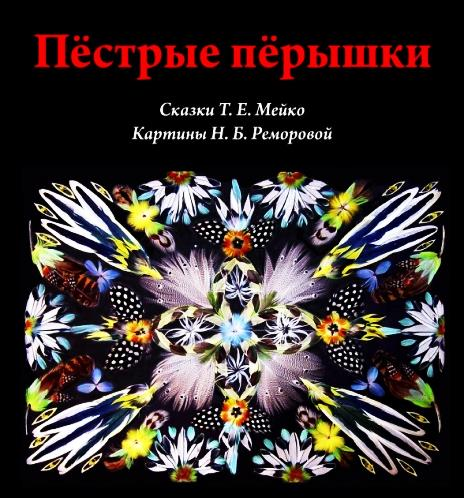 Пёстрые пёрышки
Сказки Т. Е. Мейко
Картины Н. Б. Реморовой